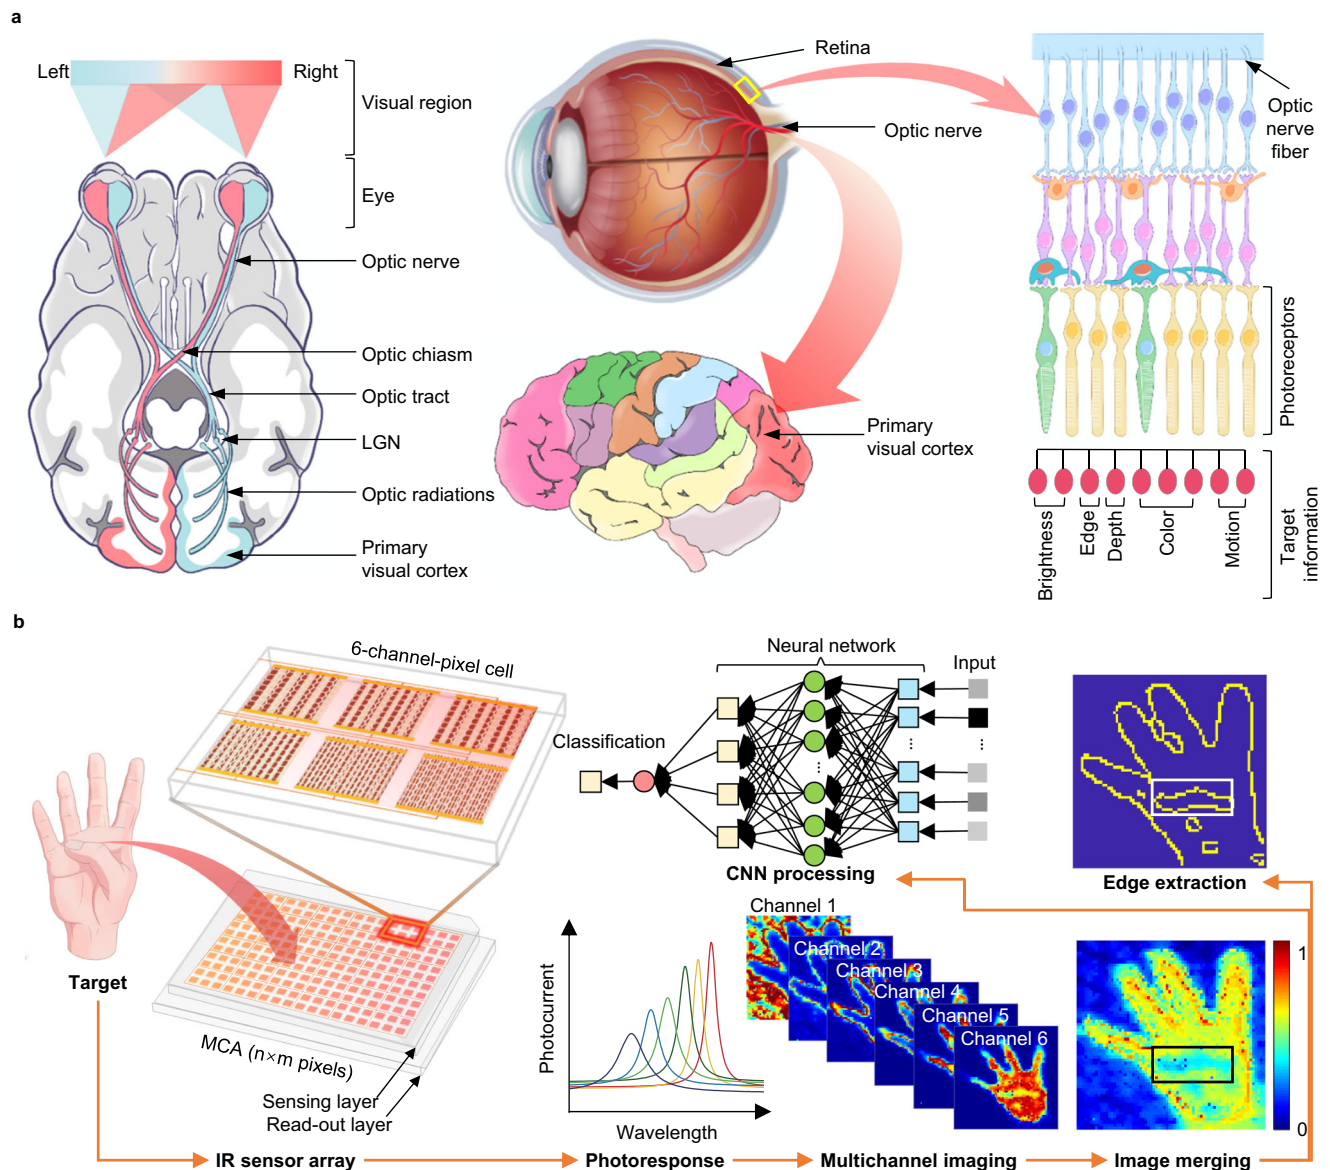 a
Left
Right
Visual region
Eye
Optic nerve
Optic chiasm
Optic tract
LGN
Optic radiations
Primary
visual cortex
Retina
Optic nerve
Primary
visual cortex
Optic
nerve
fiber
Photoreceptors
Brightness
Edge
Depth
Color
Motion
Target
information
b
6-channel-pixel cell
Target
MCA (n×m pixels)
Sensing layer
Read-out layer
Neural network
Input
Classification
...
...
...
CNN processing
Edge extraction
Photocurrent
Wavelength
Channel 1
Channel 2
Channel 3
Channel 4
Channel 5
Channel 6
1
0
IR sensor array
Photoresponse
Multichannel imaging
Image merging